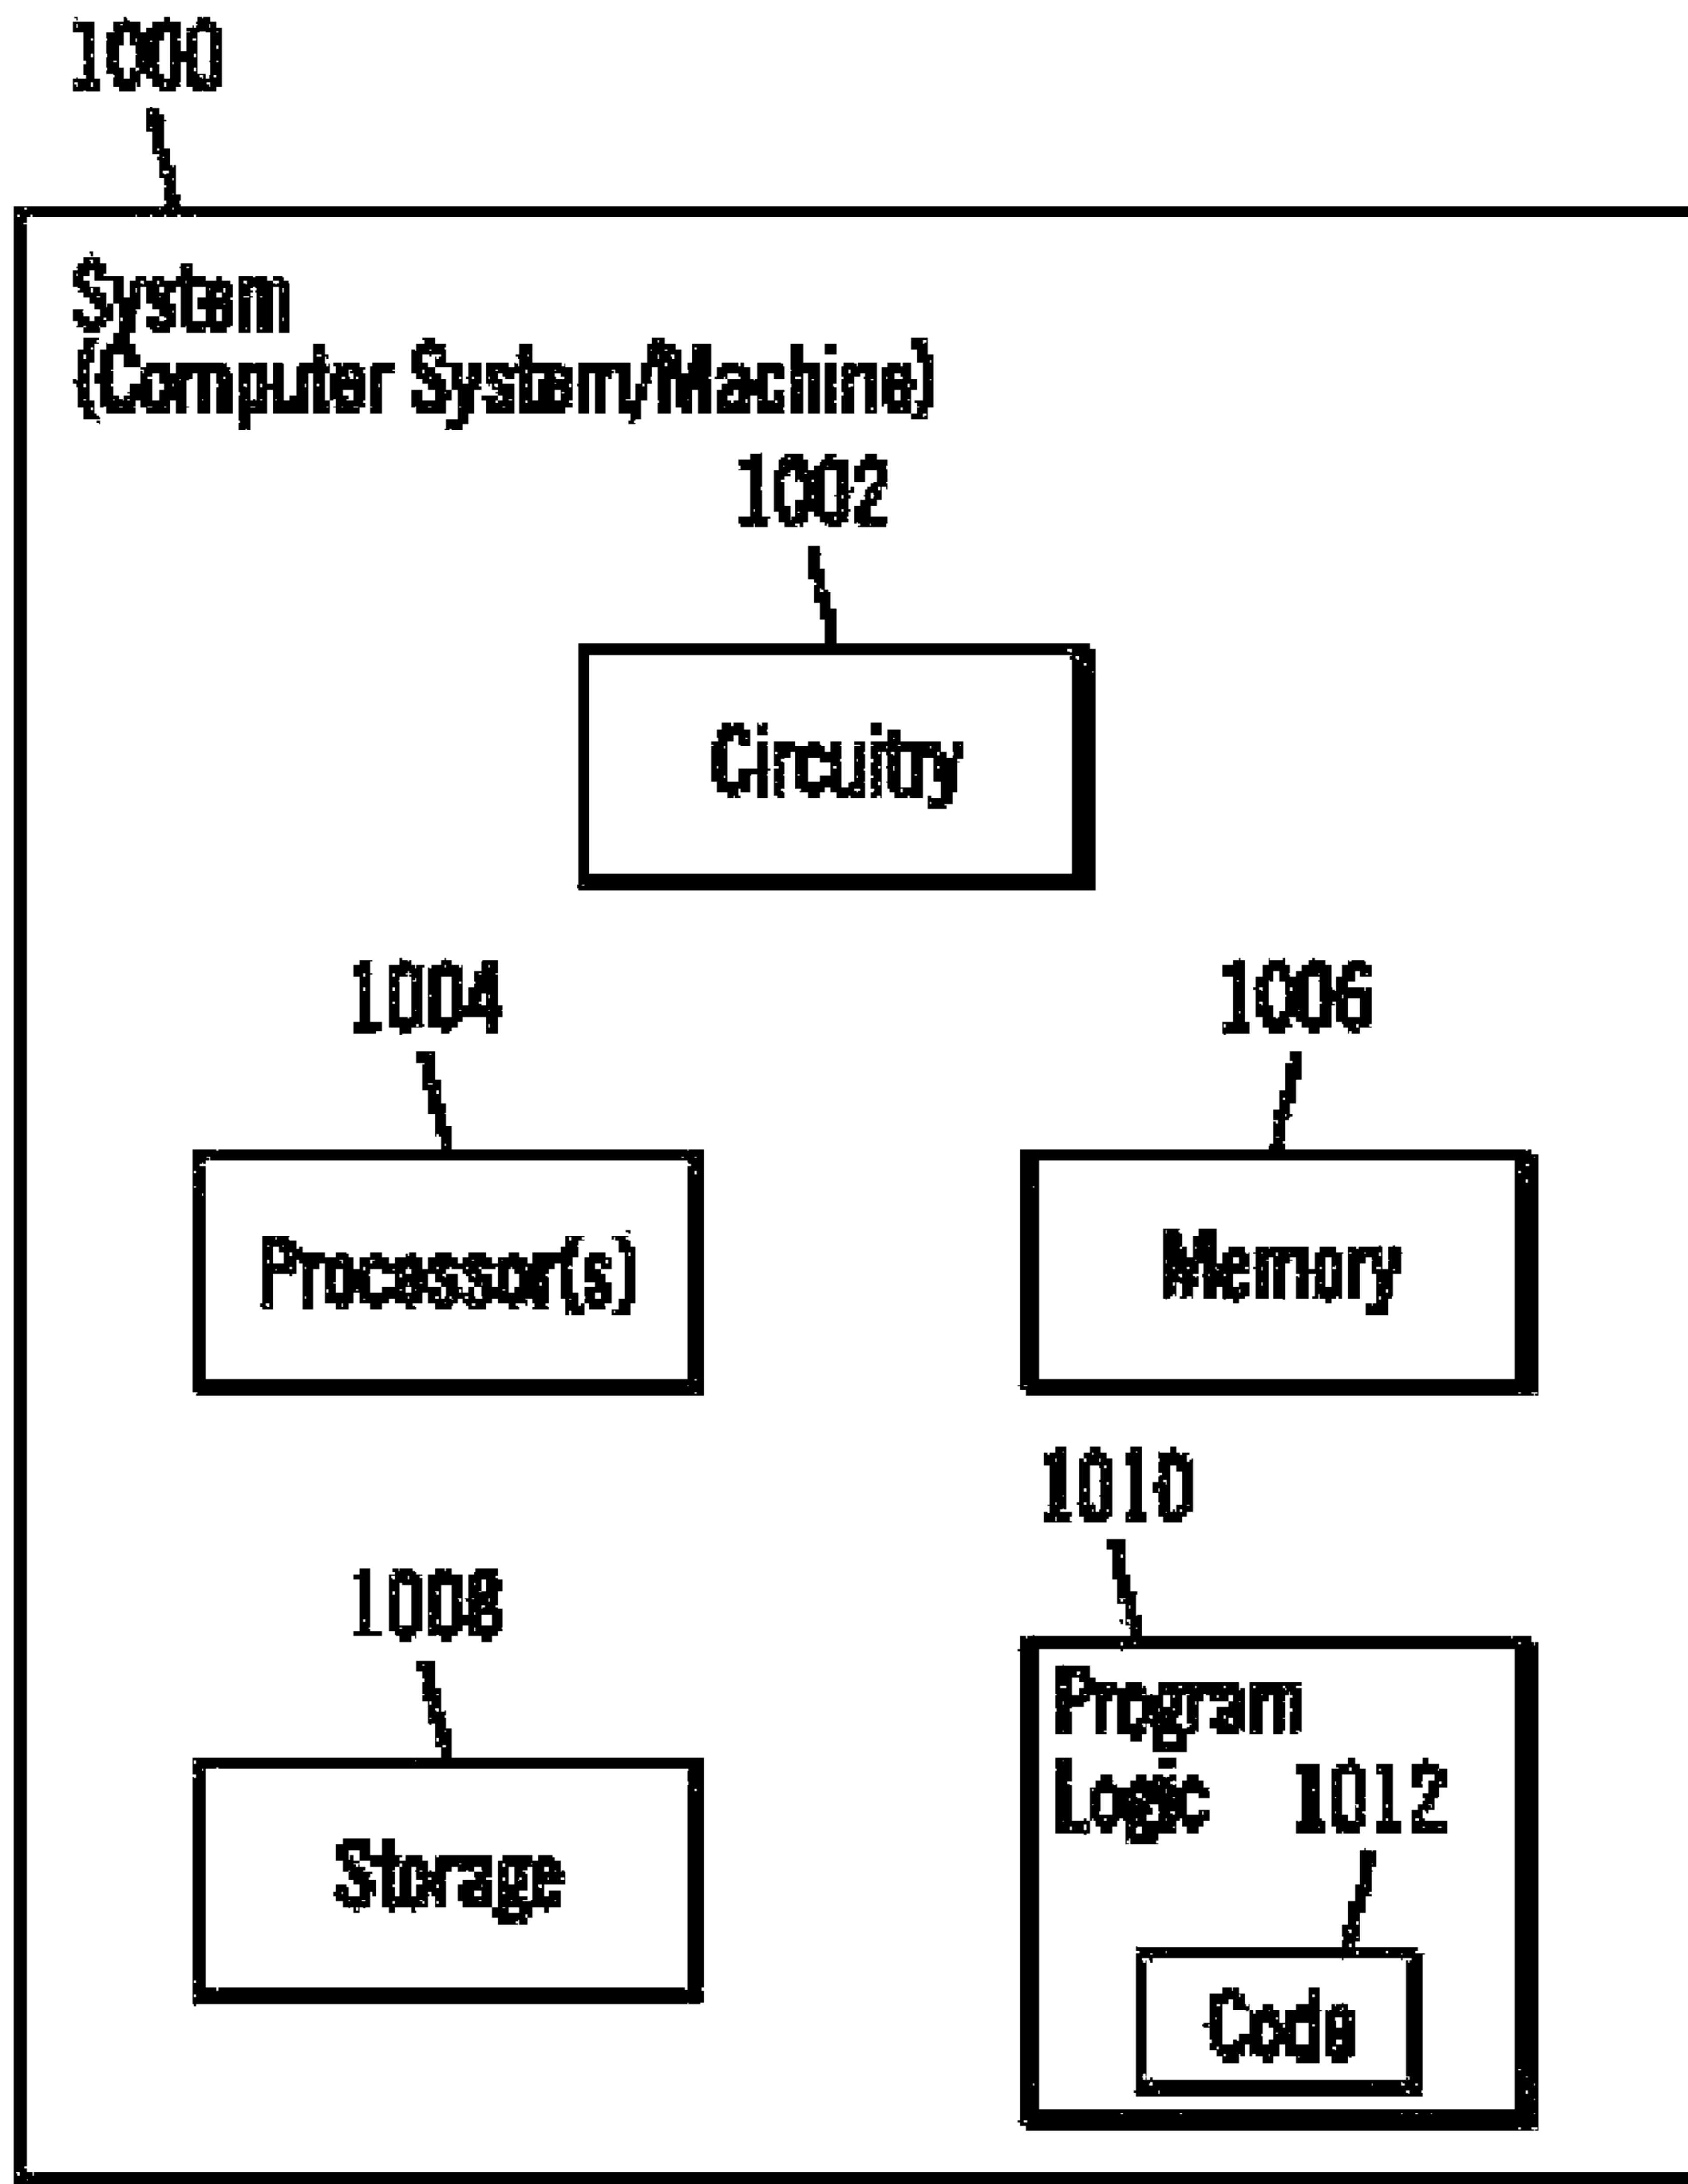 1000
System
(Computer System/Machine)
1002
Circuitry
1004
1006
Processor(s)
Memory
1010
1008
Program
Logic 1012
Storage
Code